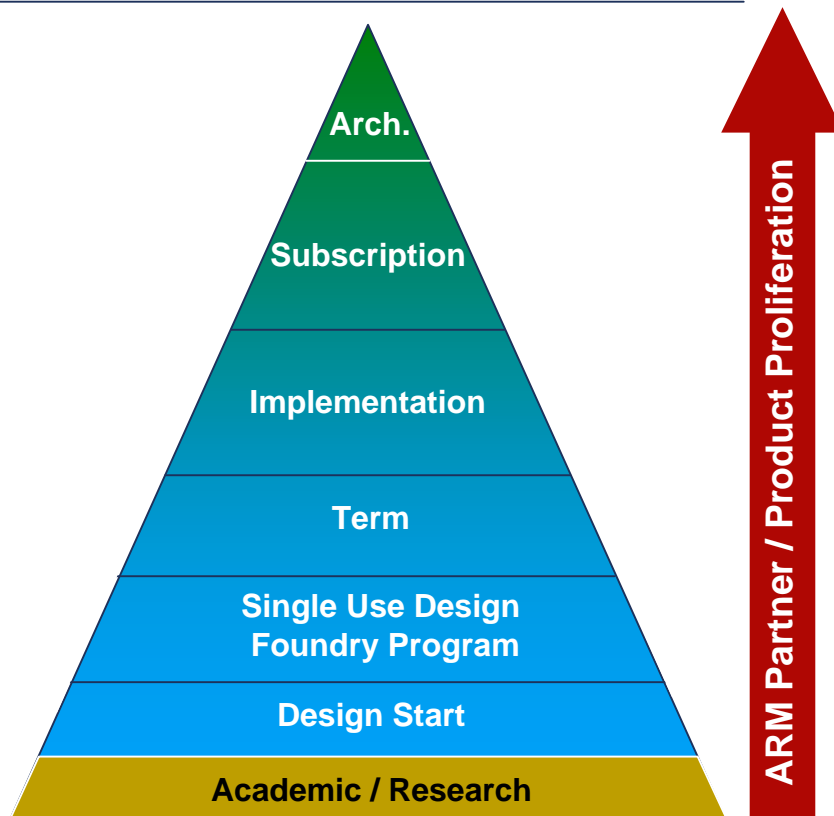 Arch.
Subscription
Implementation
Term
Single Use Design
Foundry Program
Design Start
Academic / Research
ARM Partner / Product Proliferation